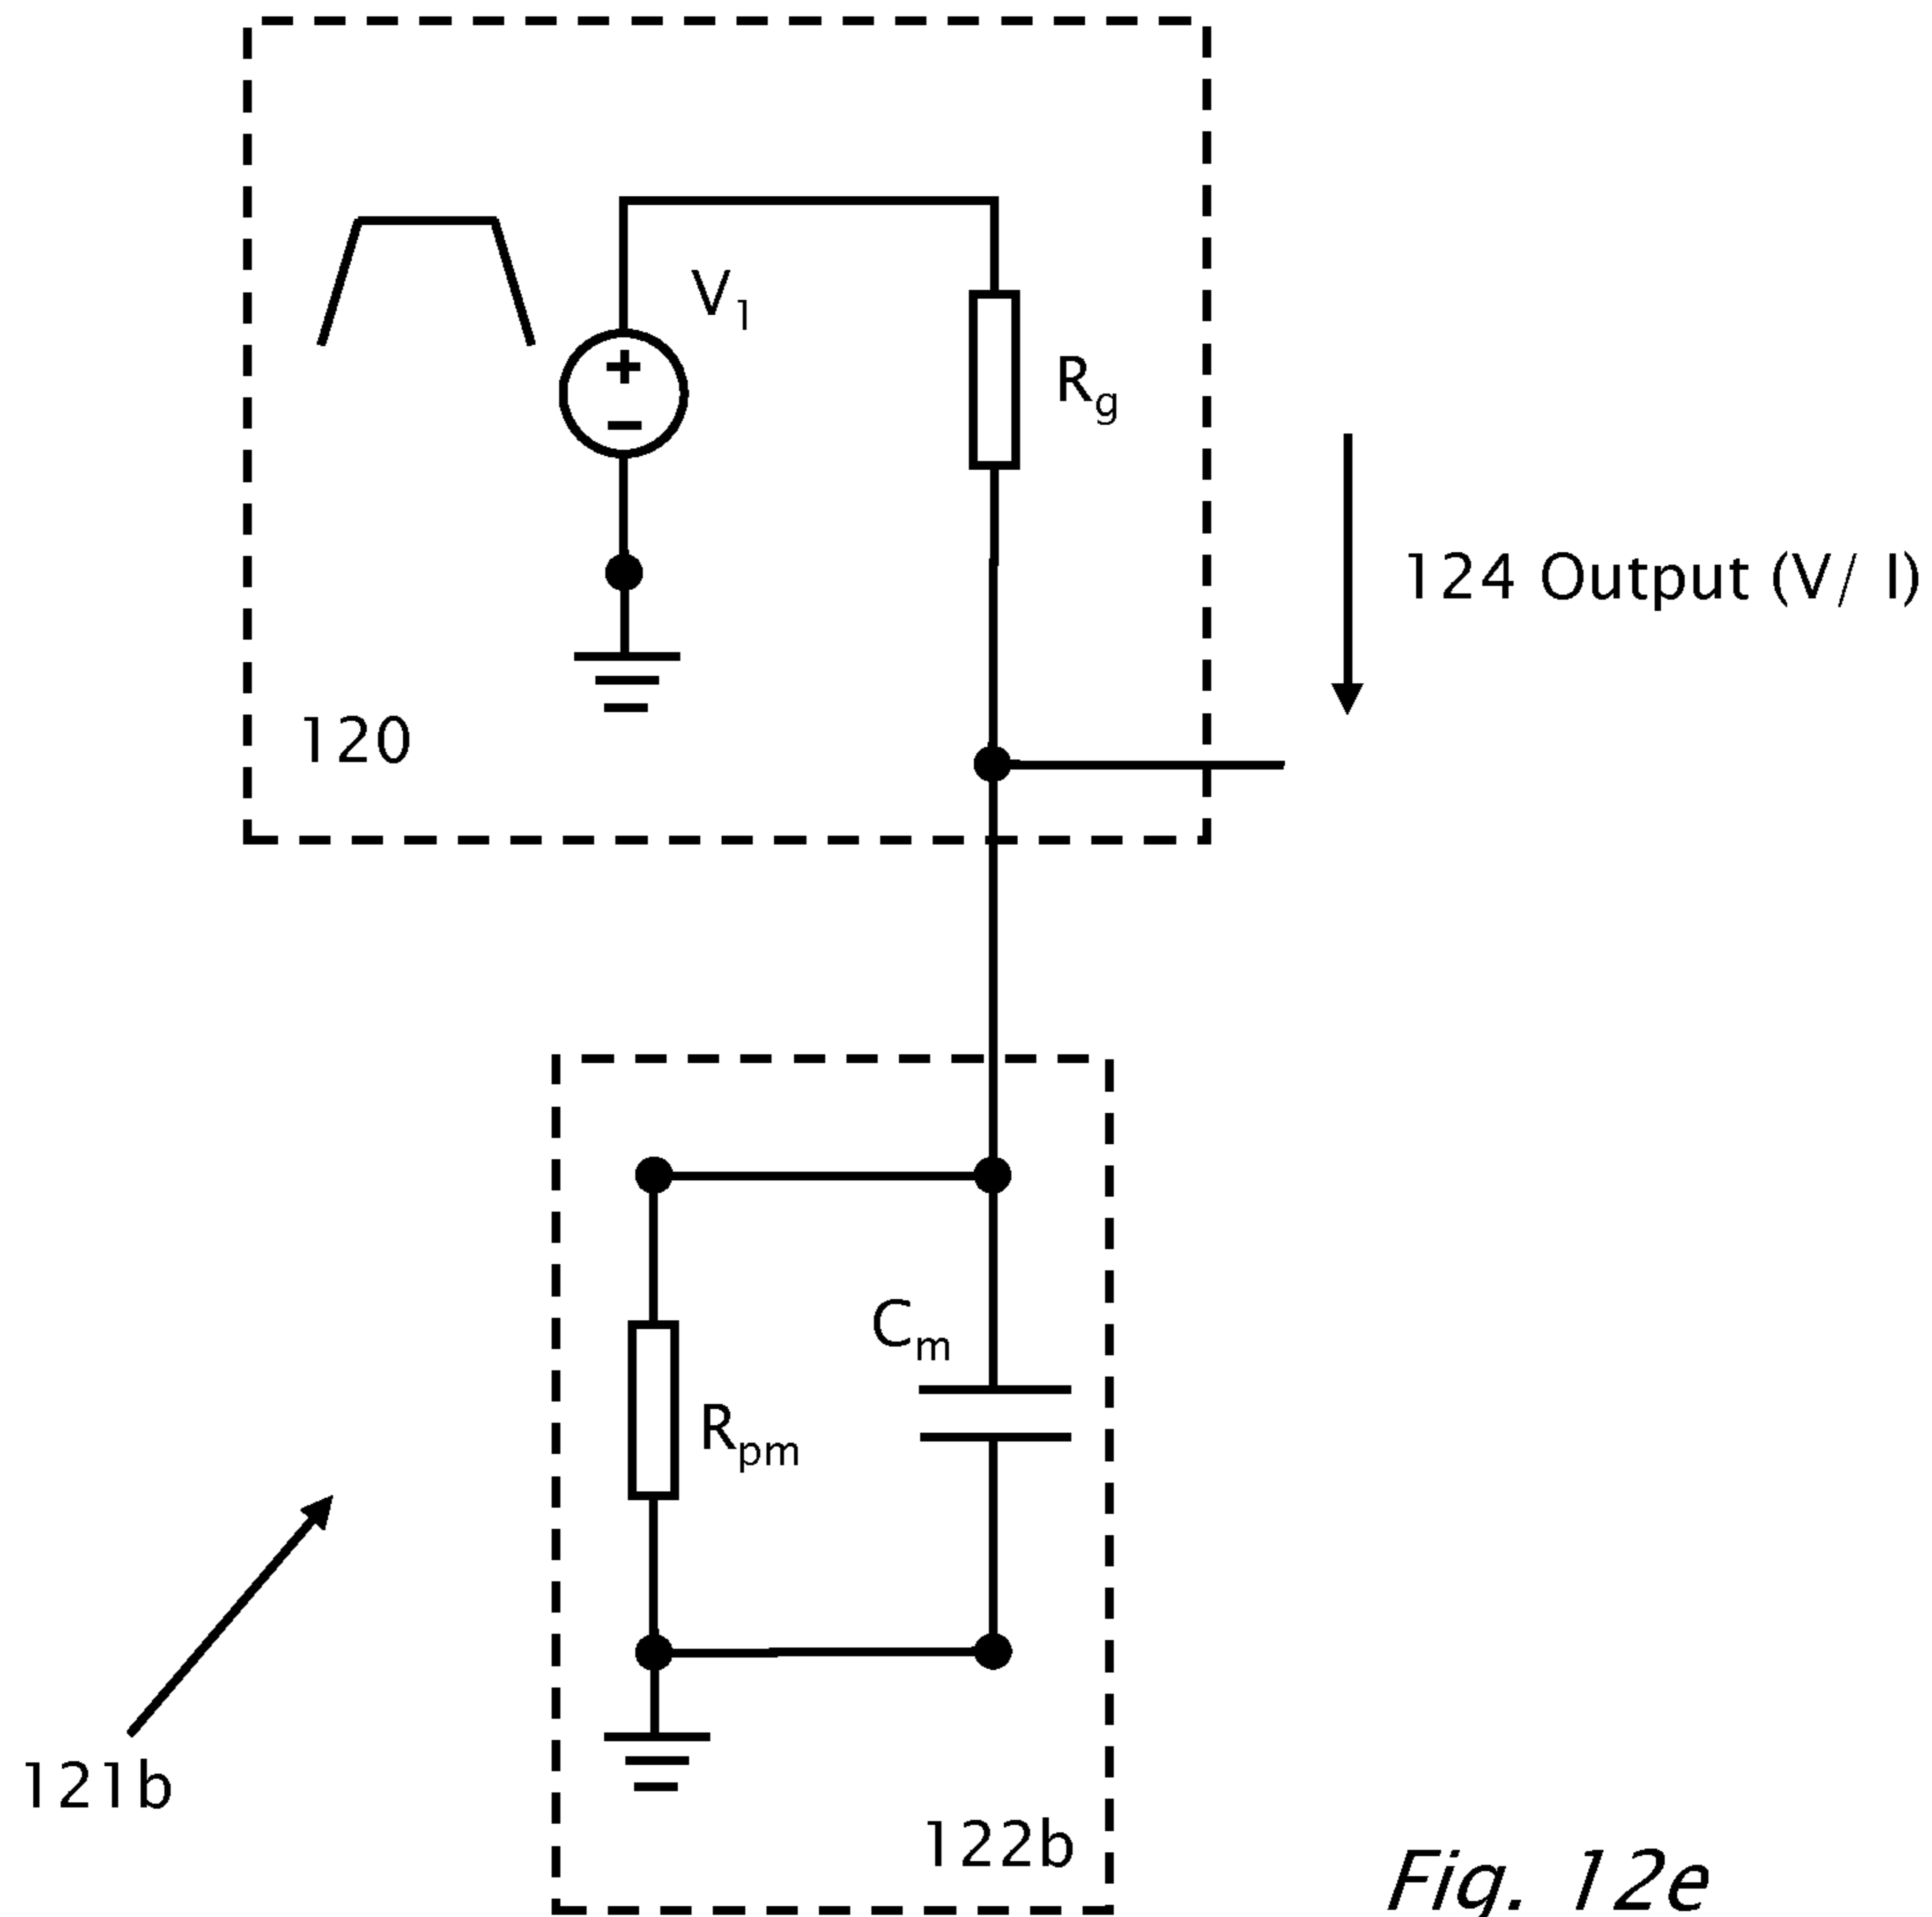 V1
+
−
Rg
124 Output (V/ I)
120
Cm
Rpm
121b
122b
Fig. 12e